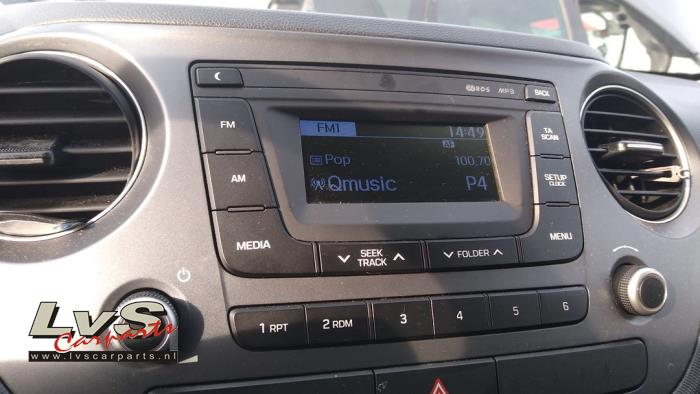 R·D·S MP3 BACK
FM
AM
MEDIA
FM1 14:49
AF
Pop 100.70
Qmusic P4
TA
SCAN
SETUP
CLOCK
MENU
SEEK
TRACK
FOLDER
1 RPT 2 RDM 3 4 5 6
LvS
Carparts
www.lvscarparts.nl